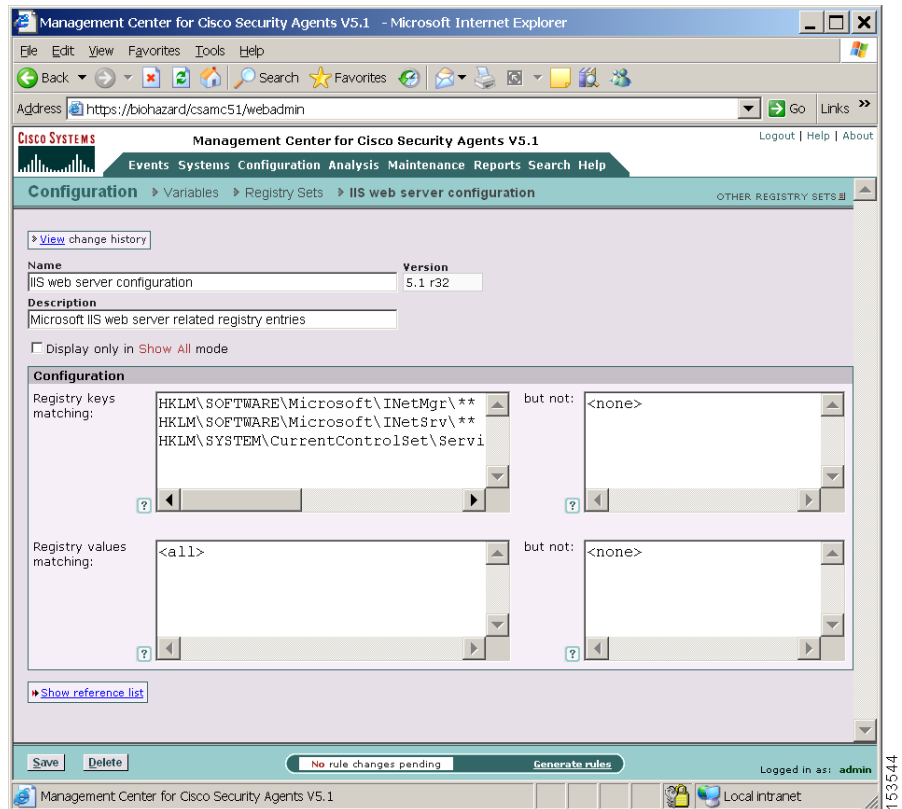 Management Center for Cisco Security Agents V5.1 - Microsoft Internet Explorer
File Edit View Favorites Tools Help
Back Search Favorites
Address https://biohazard/csamc51/webadmin Go Links »
CISCO SYSTEMS
Management Center for Cisco Security Agents V5.1
Logout | Help | About
Events Systems Configuration Analysis Maintenance Reports Search Help
Configuration Variables Registry Sets IIS web server configuration OTHER REGISTRY SETS
View change history
Name Version
IIS web server configuration 5.1 r32
Description
Microsoft IIS web server related registry entries
Display only in Show All mode
Configuration
Registry keys matching:
HKLM\SOFTWARE\Microsoft\INetMgr\**
HKLM\SOFTWARE\Microsoft\INetSrv\**
HKLM\SYSTEM\CurrentControlSet\Servi
but not: <none>
?
?
Registry values matching:
<all>
but not: <none>
?
?
Show reference list
Save Delete No rule changes pending Generate rules Logged in as: admin
Management Center for Cisco Security Agents V5.1 Local intranet
153544